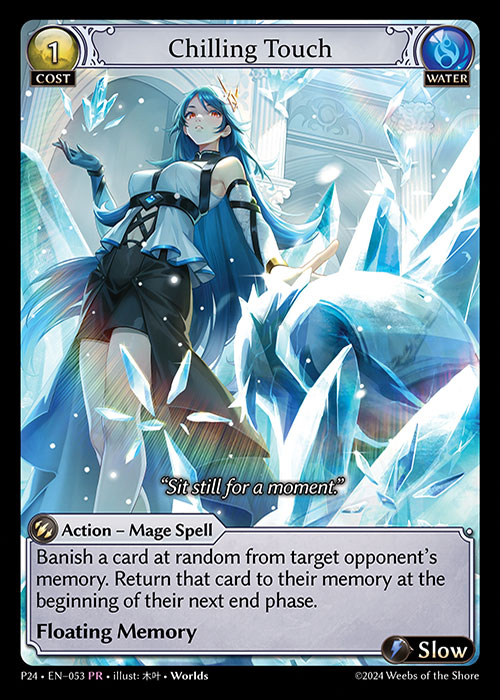 1
COST
Chilling Touch
WATER
“Sit still for a moment.”
Action – Mage Spell
Banish a card at random from target opponent’s
memory. Return that card to their memory at the
beginning of their next end phase.
Floating Memory
Slow
P24 • EN–053 PR • illust: 木叶 • Worlds
©2024 Weebs of the Shore